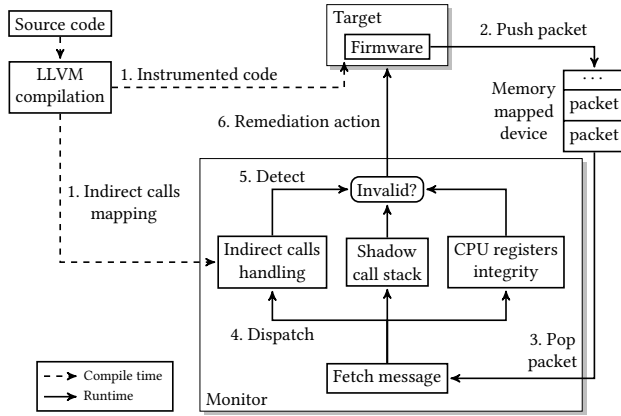 Source code
Target
Firmware
2. Push packet
LLVM
compilation
1. Instrumented code
· · ·
packet
packet
Memory
mapped
device
6. Remediation action
1. Indirect calls
mapping
5. Detect
Invalid?
Indirect calls
handling
Shadow
call stack
CPU registers
integrity
4. Dispatch
3. Pop
packet
Fetch message
Monitor
Compile time
Runtime